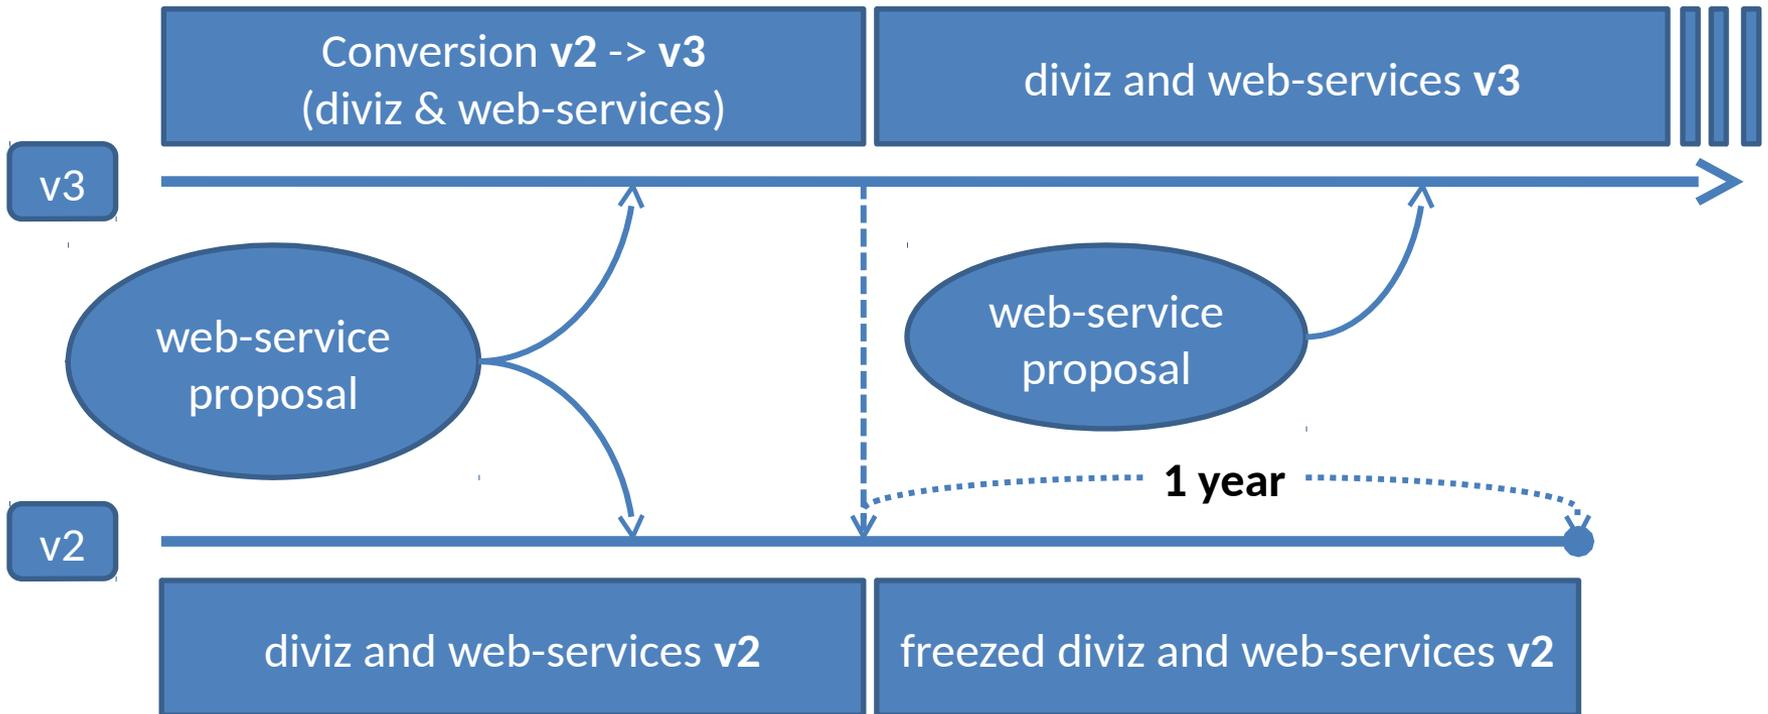 Conversion v2 -> v3
(diviz & web-services)
diviz and web-services v3
v3
web-service
proposal
web-service
proposal
1 year
v2
diviz and web-services v2
freezed diviz and web-services v2